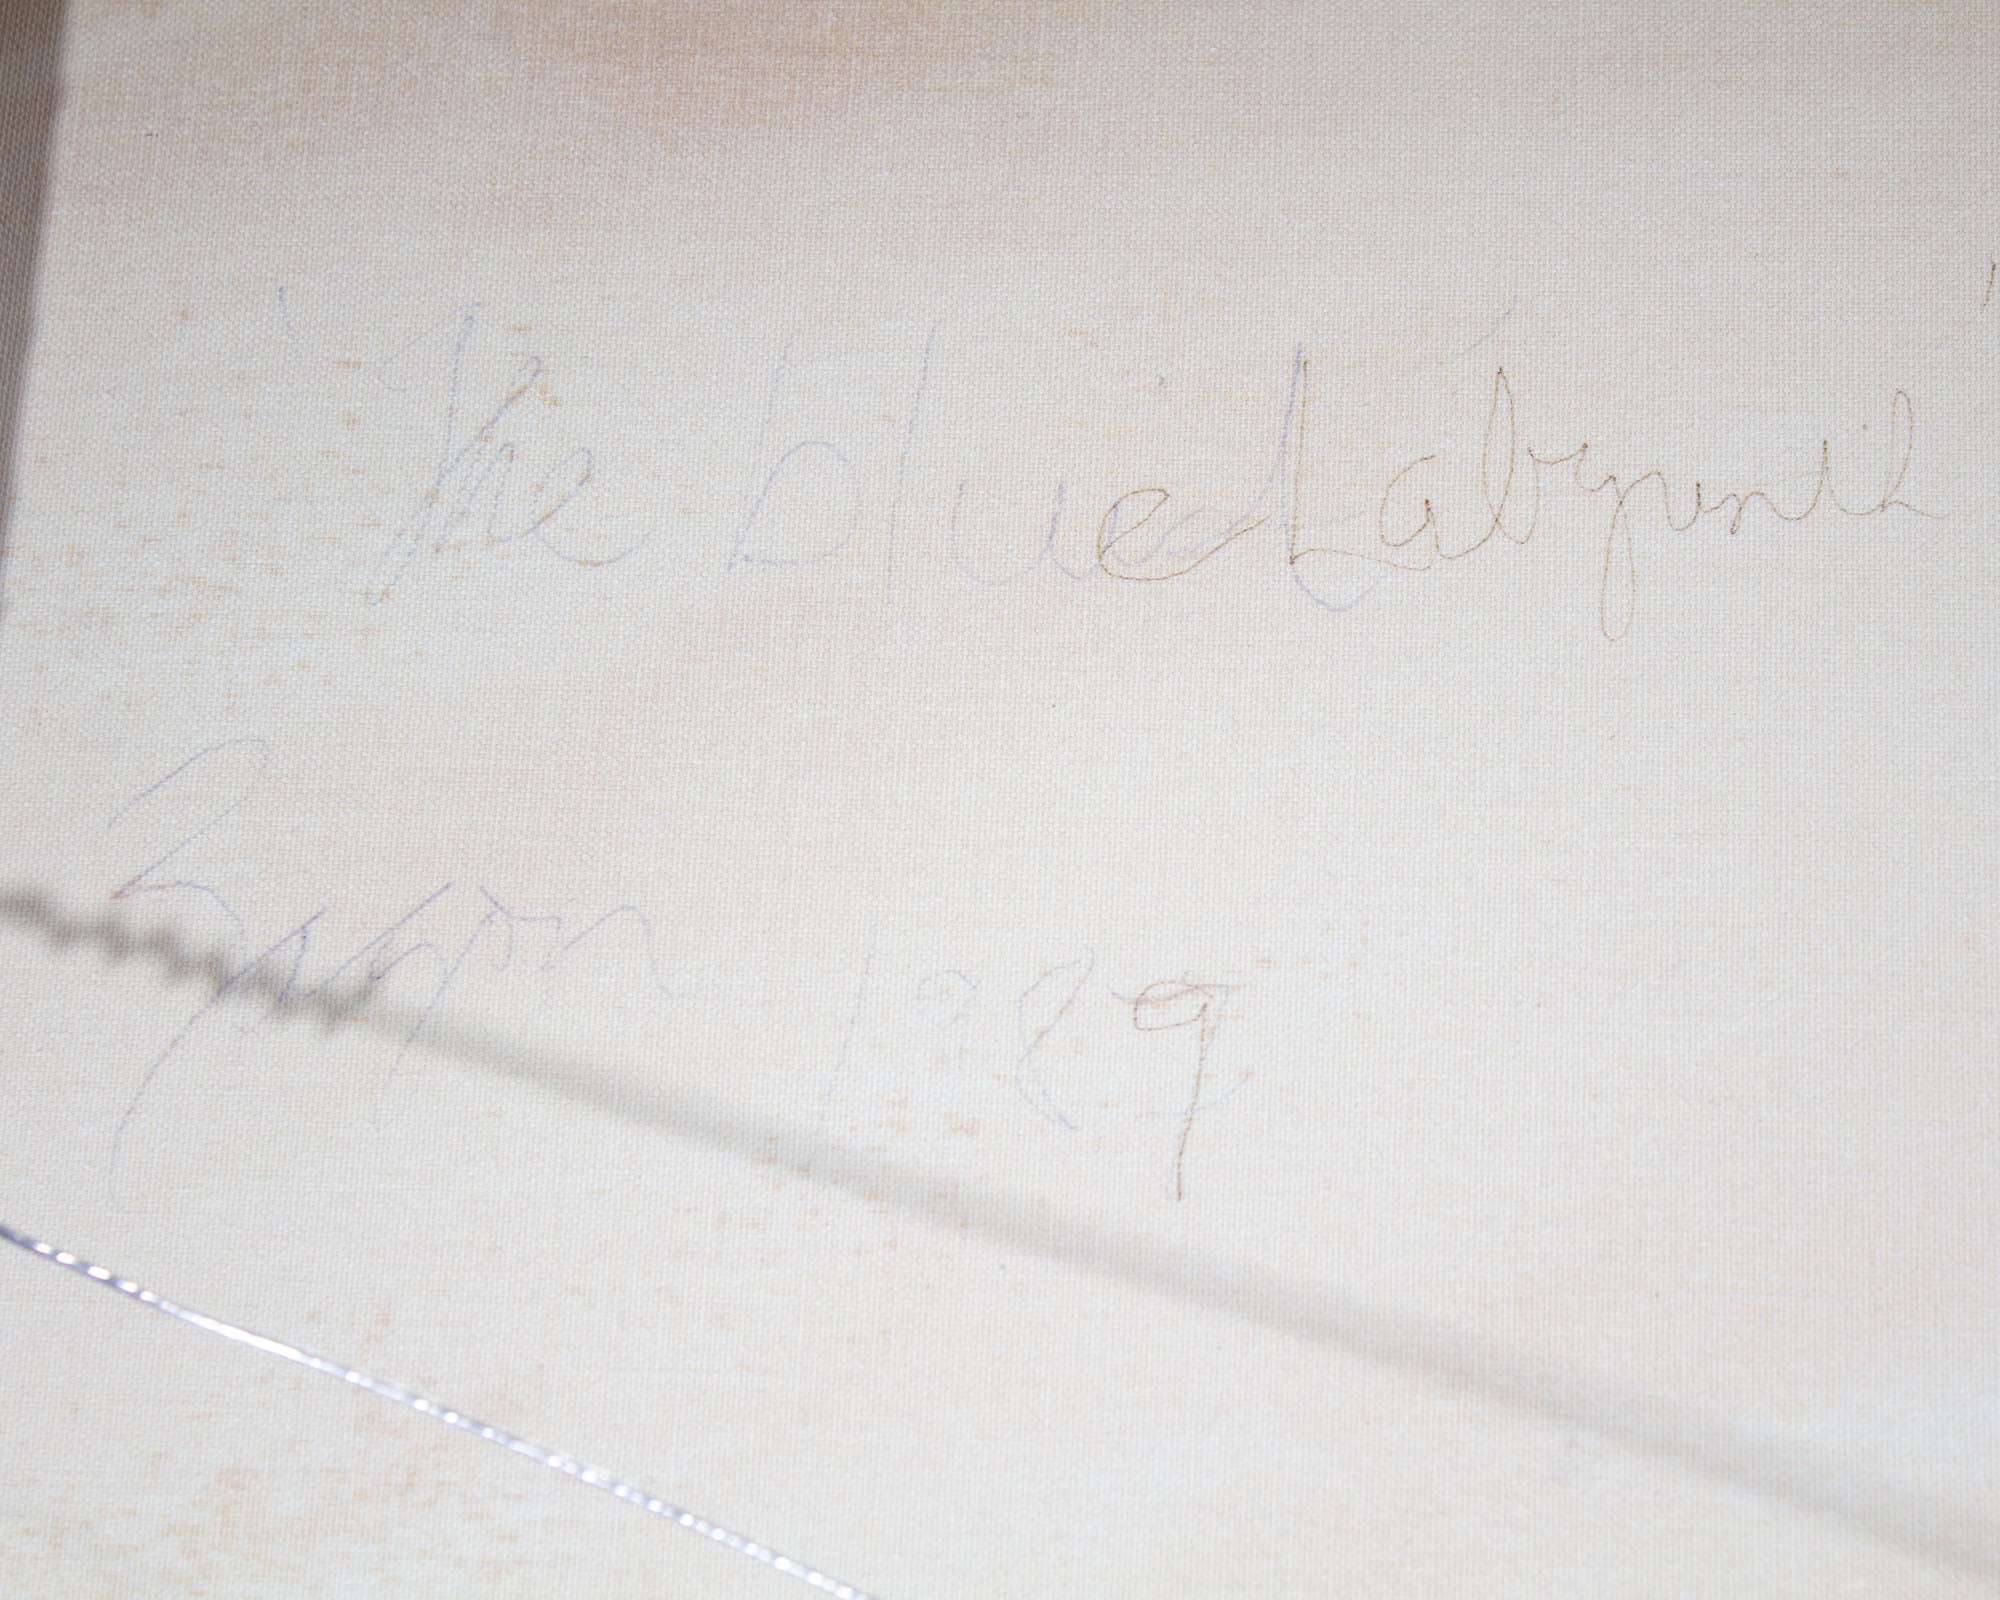 "The blue Labyrinth"
1989